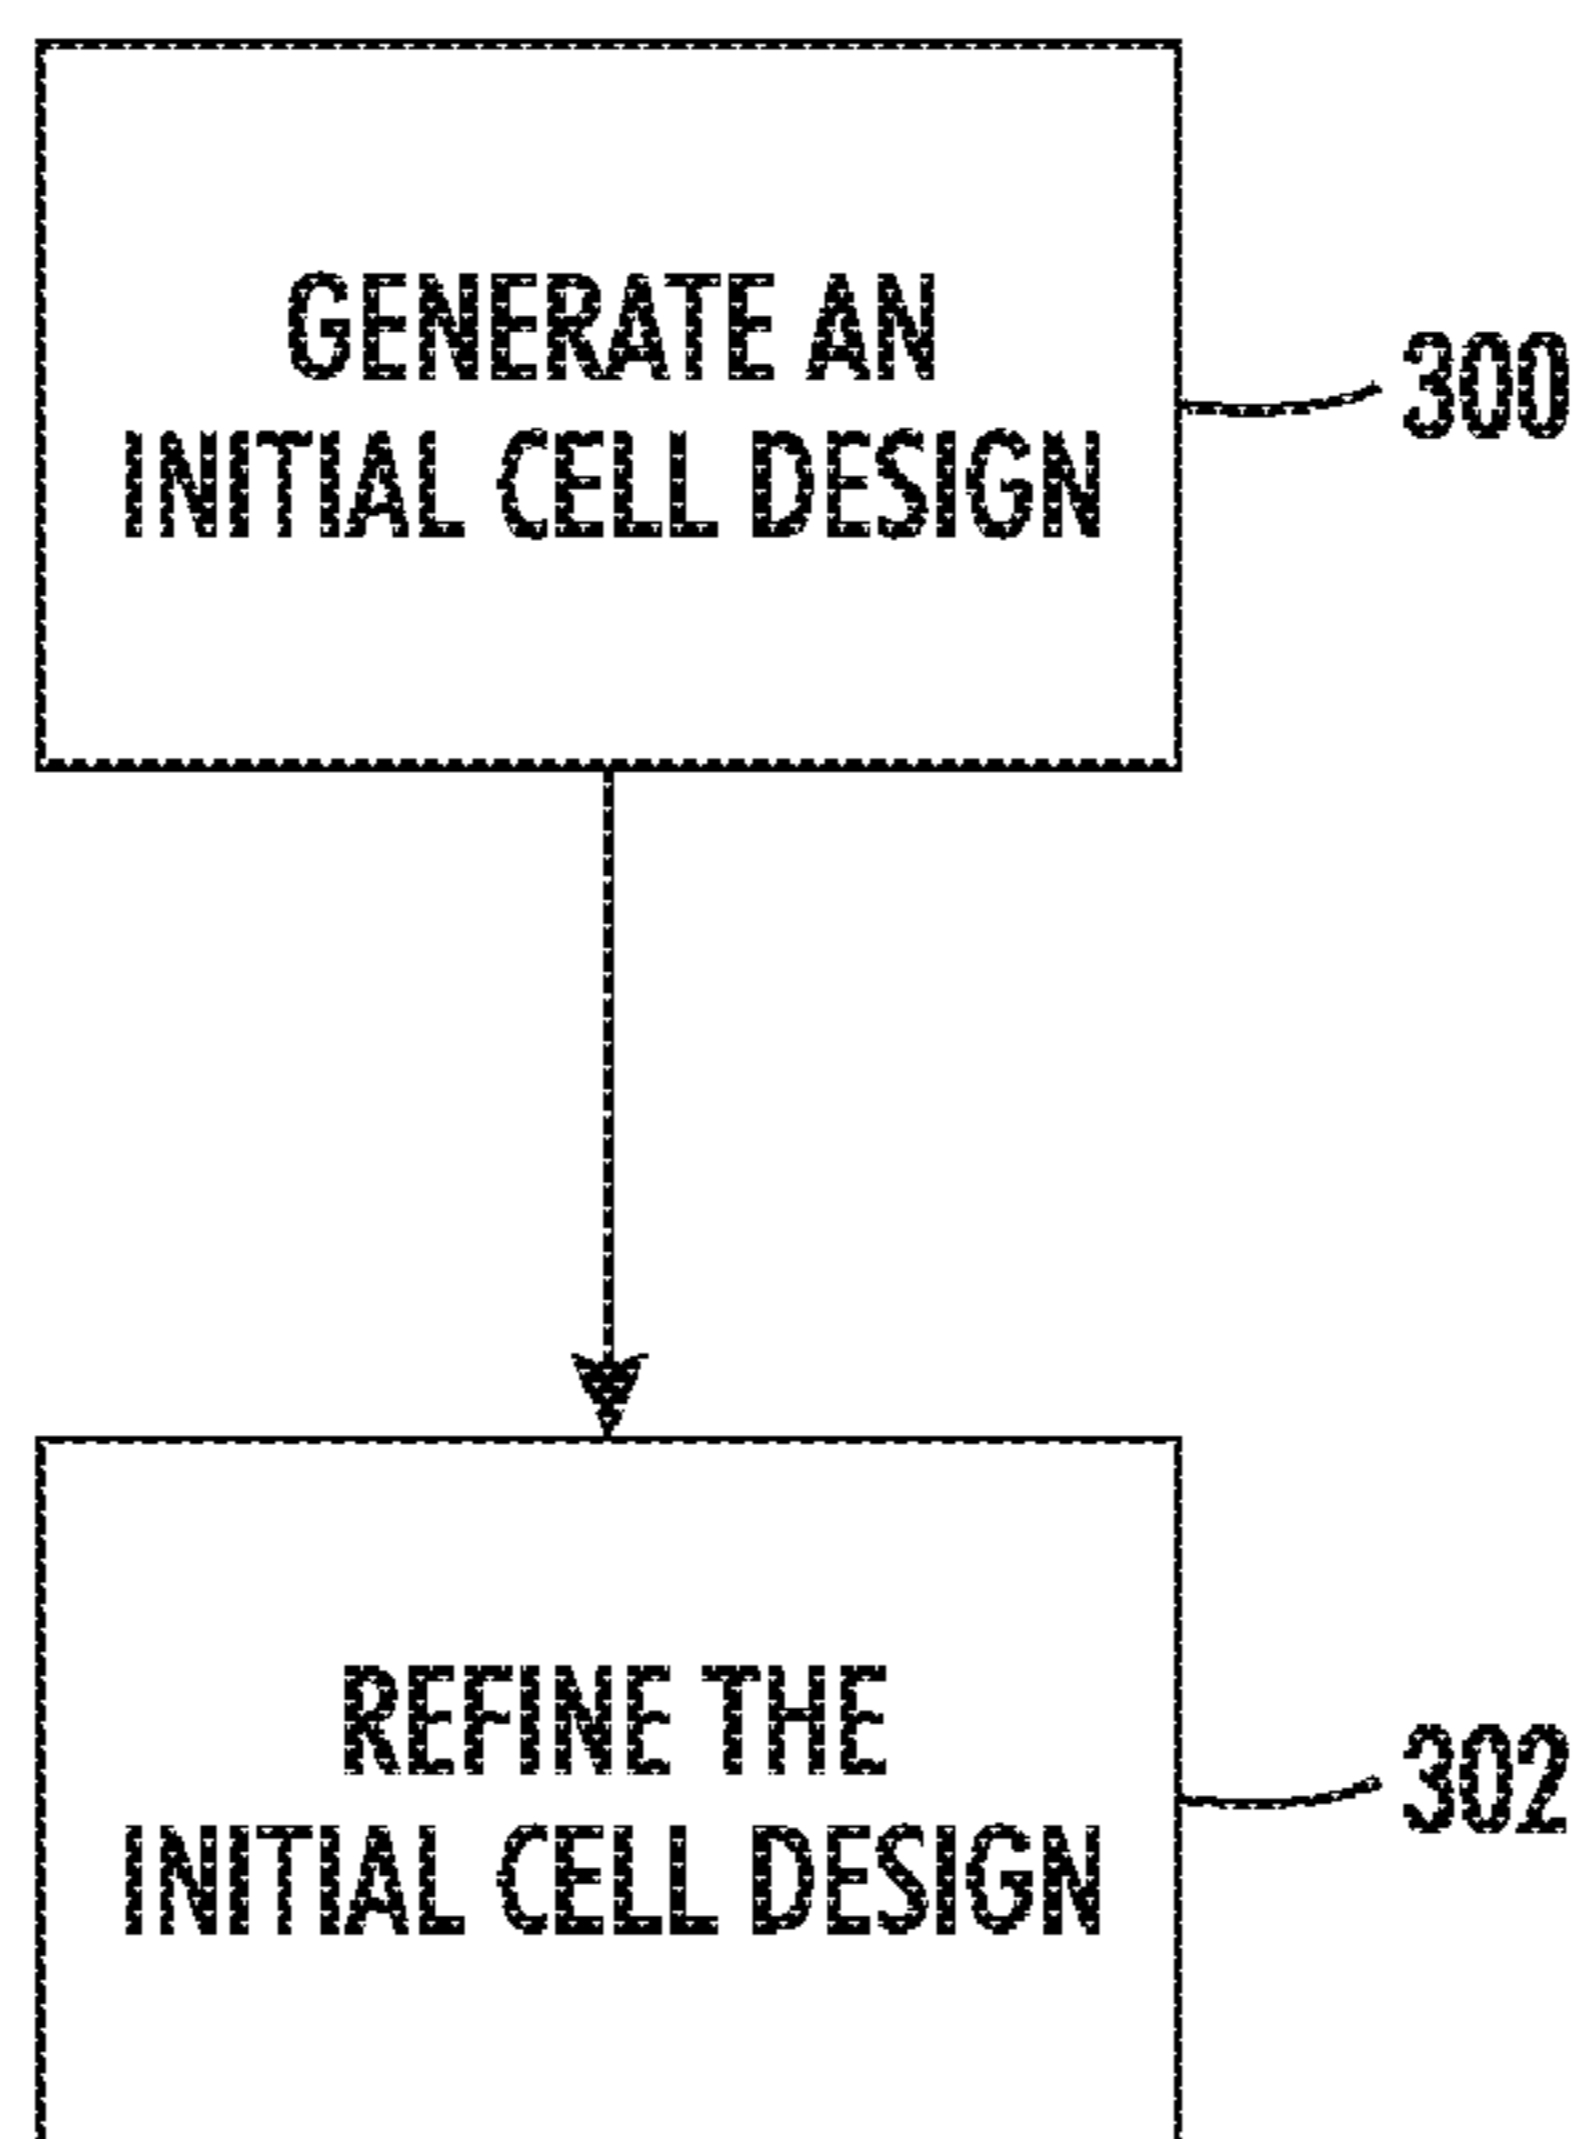 GENERATE AN
INITIAL CELL DESIGN
300
REFINE THE
INITIAL CELL DESIGN
302